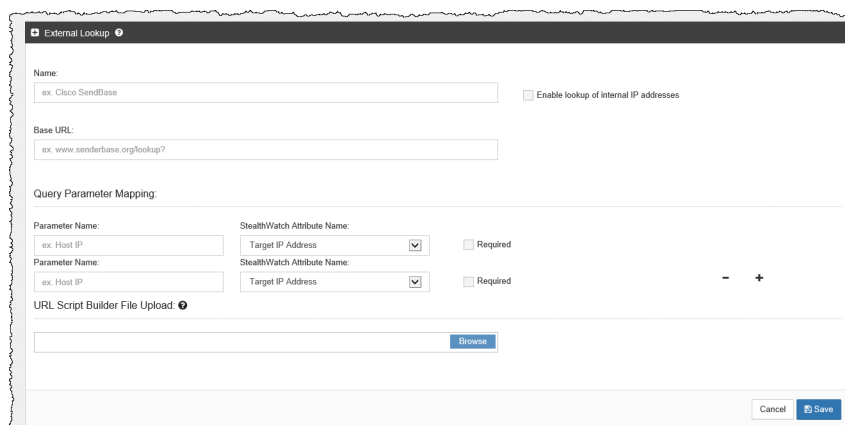 External Lookup ?
Name:
ex. Cisco SendBase
Enable lookup of internal IP addresses
Base URL:
ex. www.senderbase.org/lookup?
Query Parameter Mapping:
Parameter Name: StealthWatch Attribute Name:
ex. Host IP Target IP Address Required
Parameter Name: StealthWatch Attribute Name:
ex. Host IP Target IP Address Required
URL Script Builder File Upload: ?
Browse
Cancel Save